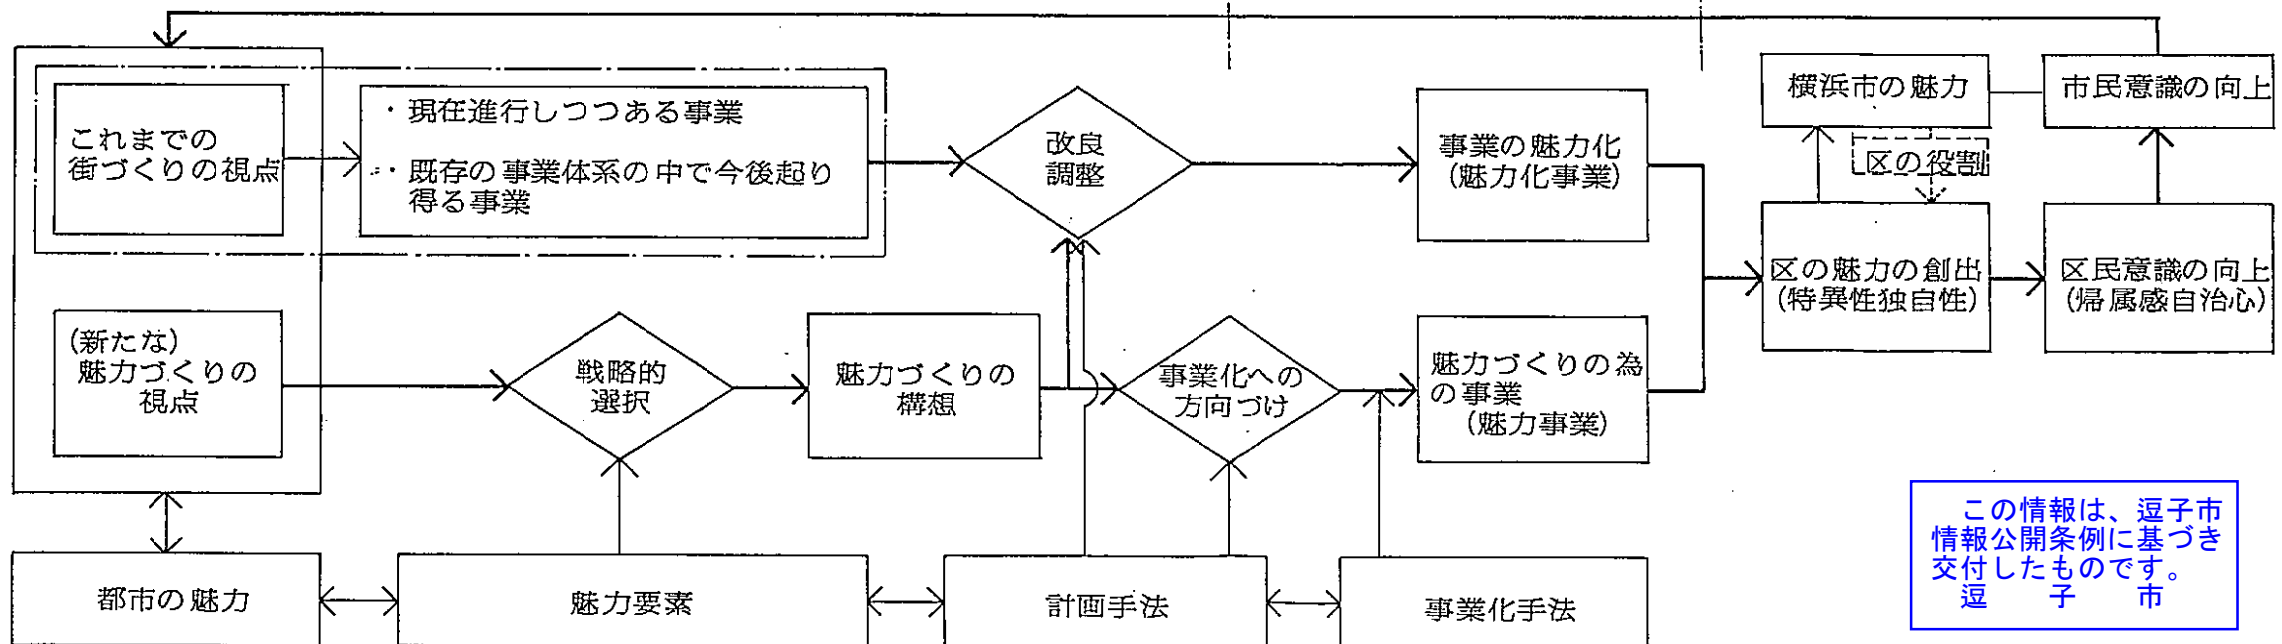 これまでの
街づくりの視点
・現在進行しつつある事業
・既存の事業体系の中で今後起り
得る事業
改良
調整
事業の魅力化
(魅力化事業)
横浜市の魅力
市民意識の向上
区の役割
区の魅力の創出
(特異性独自性)
区民意識の向上
(帰属感自治心)
(新たな)
魅力づくりの
視点
戦略的
選択
魅力づくりの
構想
事業化への
方向づけ
魅力づくりの為
の事業
(魅力事業)
都市の魅力
魅力要素
計画手法
事業化手法
この情報は、逗子市
情報公開条例に基づき
交付したものです。
逗 子 市